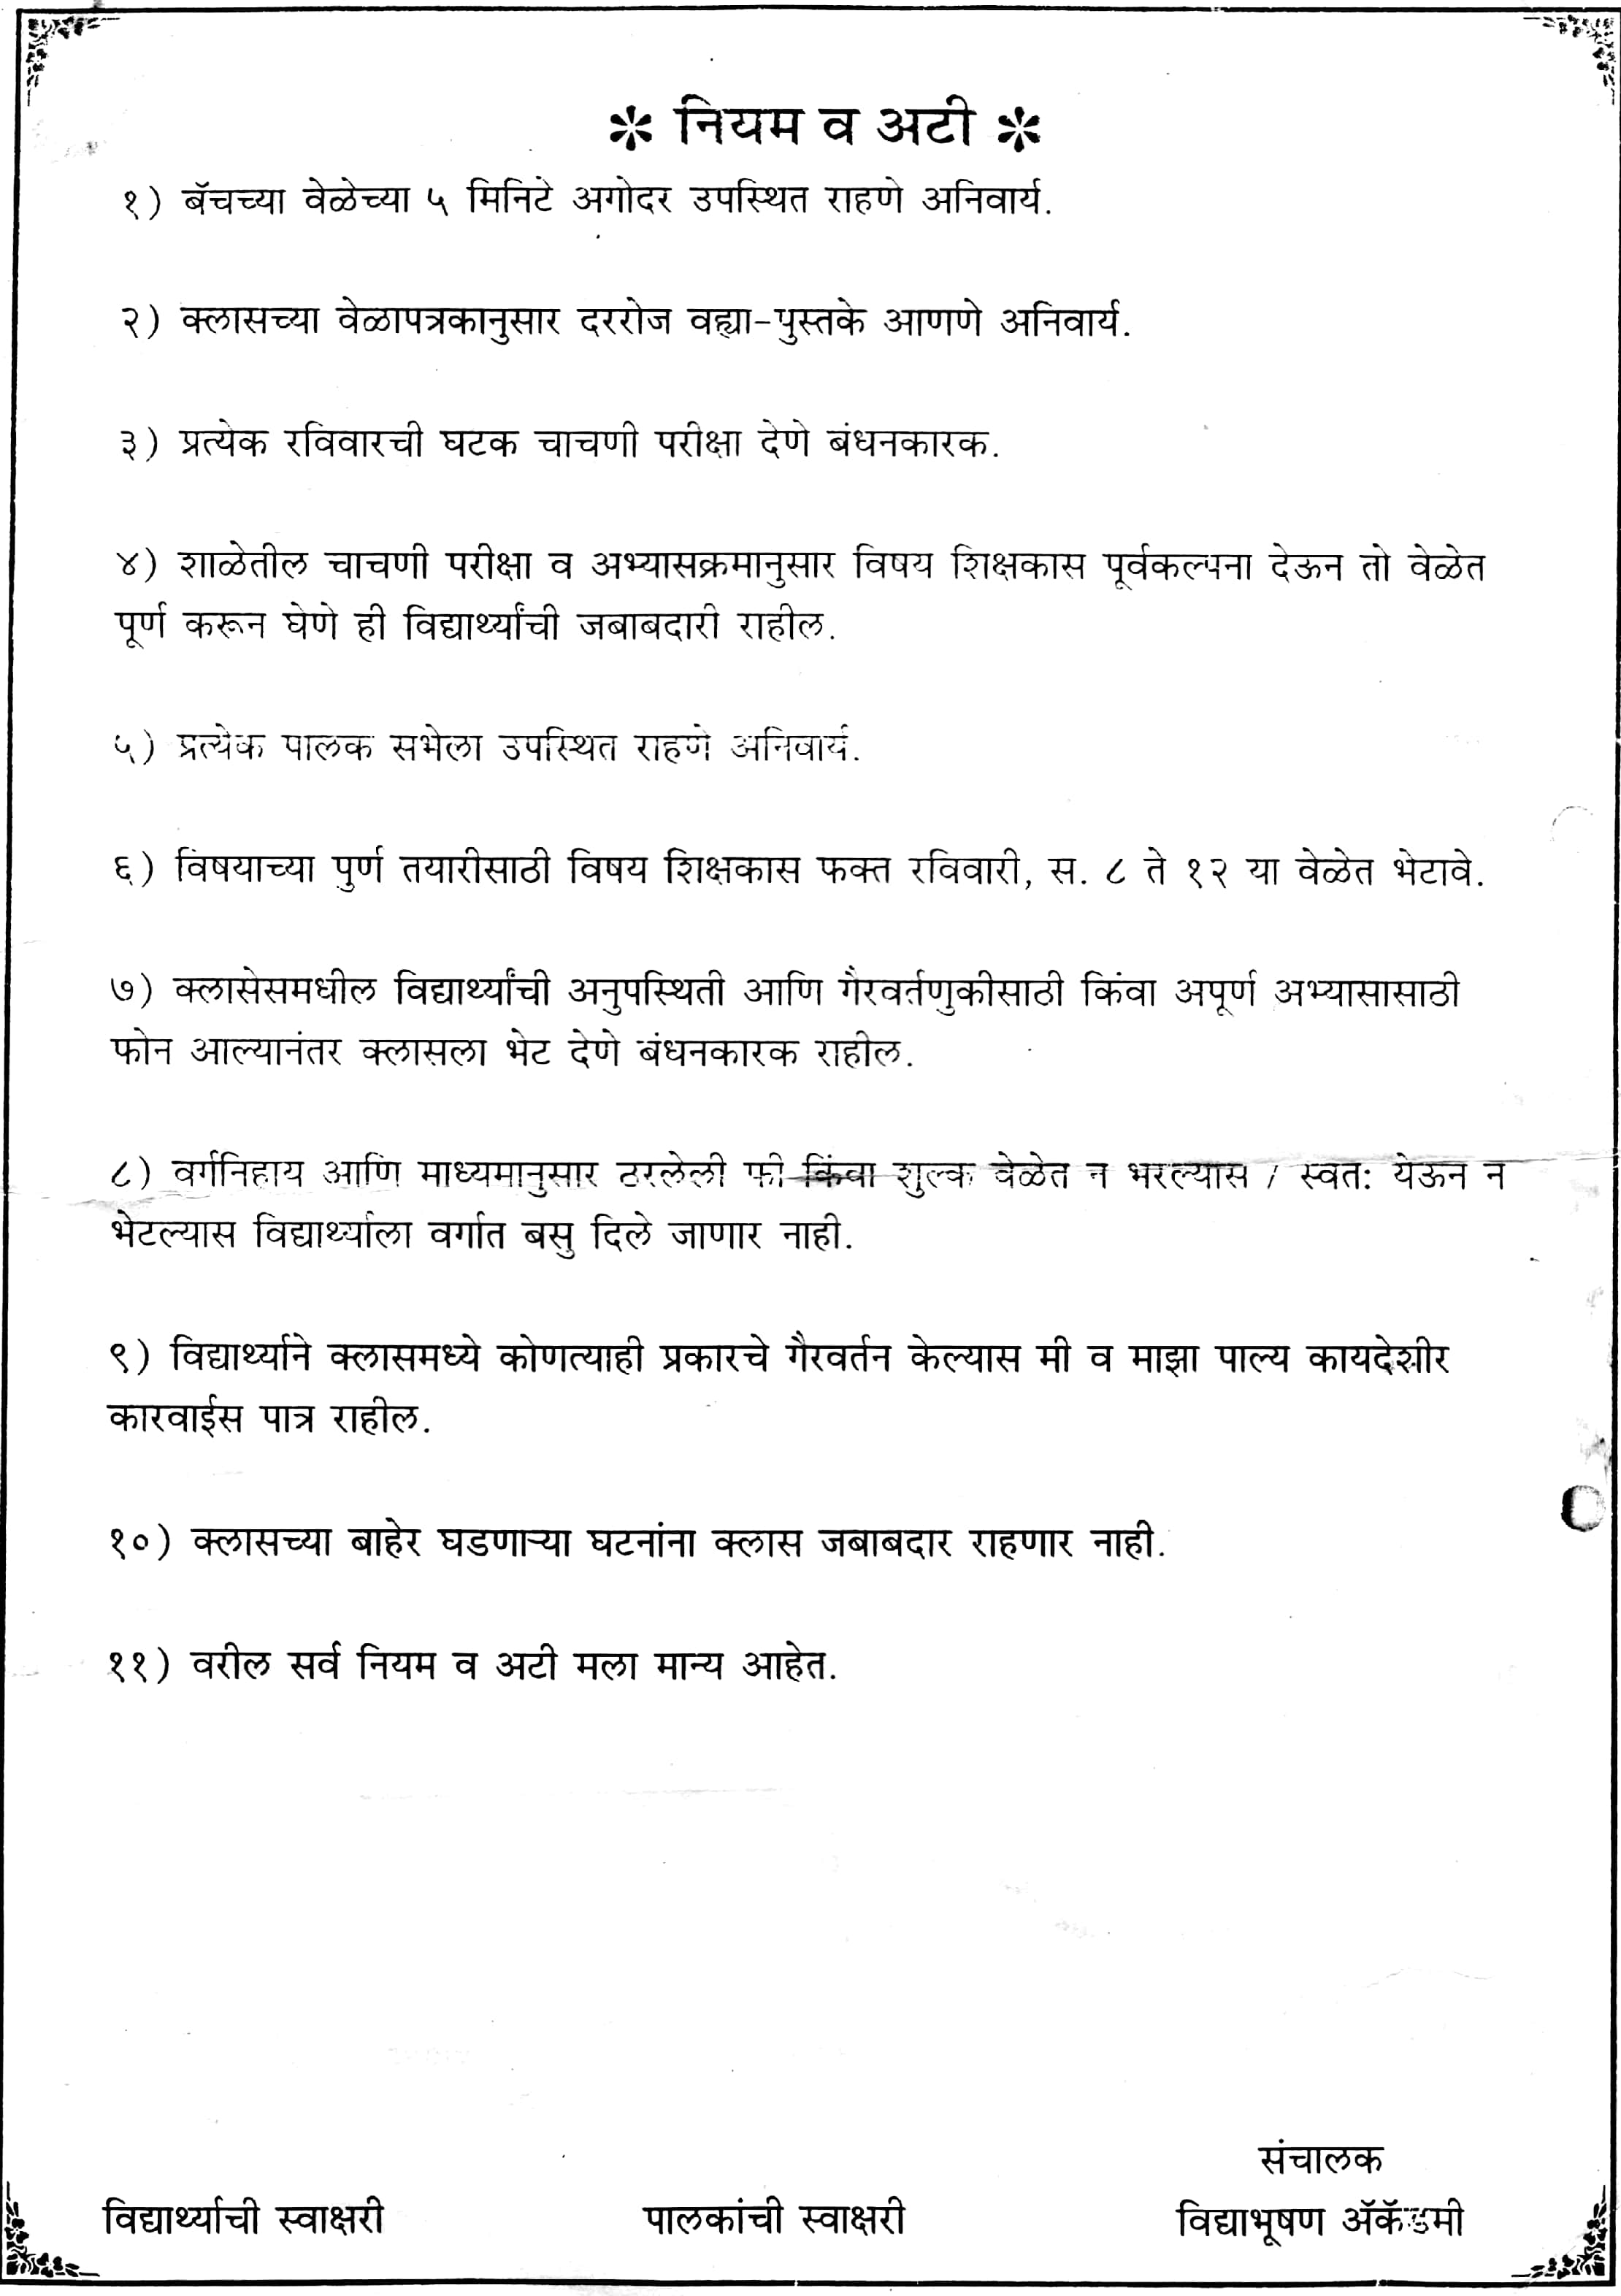 ✻ नियम व अटी ✻
१) बॅचच्या वेळेच्या ५ मिनिटे अगोदर उपस्थित राहणे अनिवार्य.
२) क्लासच्या वेळापत्रकानुसार दररोज वह्या-पुस्तके आणणे अनिवार्य.
३) प्रत्येक रविवारची घटक चाचणी परीक्षा देणे बंधनकारक.
४) शाळेतील चाचणी परीक्षा व अभ्यासक्रमानुसार विषय शिक्षकास पूर्वकल्पना देऊन तो वेळेत
पूर्ण करून घेणे ही विद्यार्थ्यांची जबाबदारी राहील.
५) प्रत्येक पालक सभेला उपस्थित राहणे अनिवार्य.
६) विषयाच्या पुर्ण तयारीसाठी विषय शिक्षकास फक्त रविवारी, स. ८ ते १२ या वेळेत भेटावे.
७) क्लासेसमधील विद्यार्थ्यांची अनुपस्थिती आणि गैरवर्तणुकीसाठी किंवा अपूर्ण अभ्यासासाठी
फोन आल्यानंतर क्लासला भेट देणे बंधनकारक राहील.
८) वर्गनिहाय आणि माध्यमानुसार ठरलेली फी किंवा शुल्क वेळेत न भरल्यास / स्वत: येऊन न
भेटल्यास विद्यार्थ्याला वर्गात बसु दिले जाणार नाही.
९) विद्यार्थ्याने क्लासमध्ये कोणत्याही प्रकारचे गैरवर्तन केल्यास मी व माझा पाल्य कायदेशीर
कारवाईस पात्र राहील.
१०) क्लासच्या बाहेर घडणाऱ्या घटनांना क्लास जबाबदार राहणार नाही.
११) वरील सर्व नियम व अटी मला मान्य आहेत.
संचालक
विद्यार्थ्याची स्वाक्षरी पालकांची स्वाक्षरी विद्याभूषण ॲकॅडमी